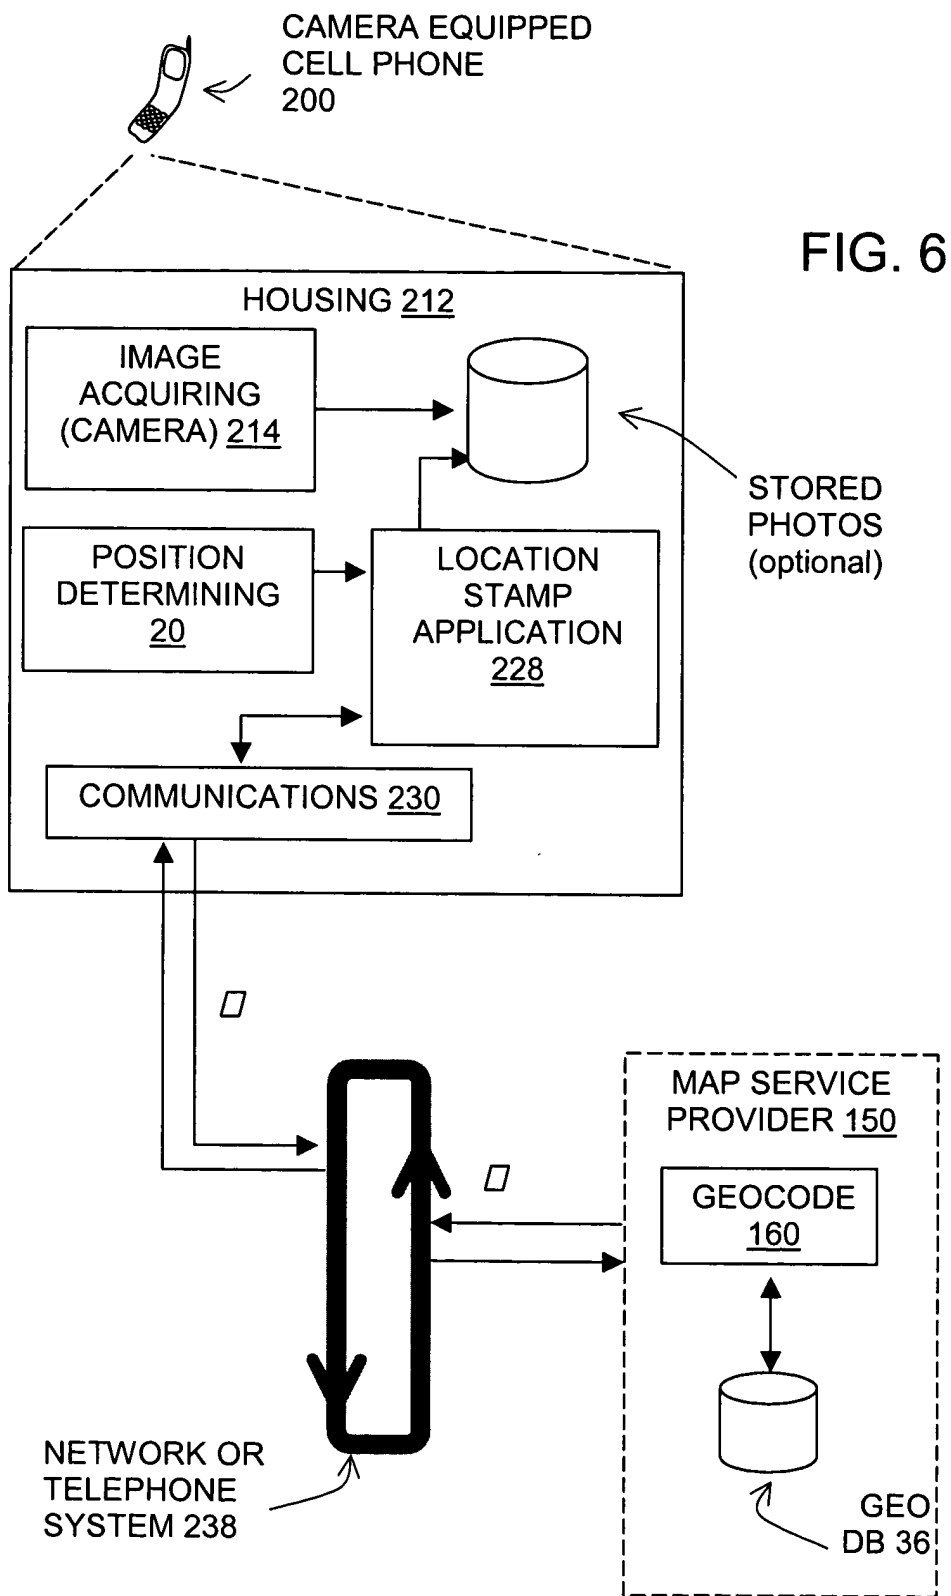 CAMERA EQUIPPED
CELL PHONE
200
FIG. 6
HOUSING 212
IMAGE
ACQUIRING
(CAMERA) 214
STORED
PHOTOS
(optional)
POSITION
DETERMINING
20
LOCATION
STAMP
APPLICATION
228
COMMUNICATIONS 230
MAP SERVICE
PROVIDER 150
GEOCODE
160
NETWORK OR
TELEPHONE
SYSTEM 238
GEO
DB 36